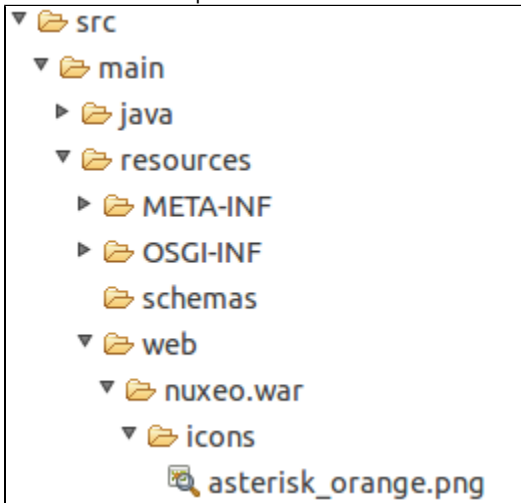 src
main
java
resources
META-INF
OSGI-INF
schemas
web
nuxeo.war
icons
asterisk_orange.png